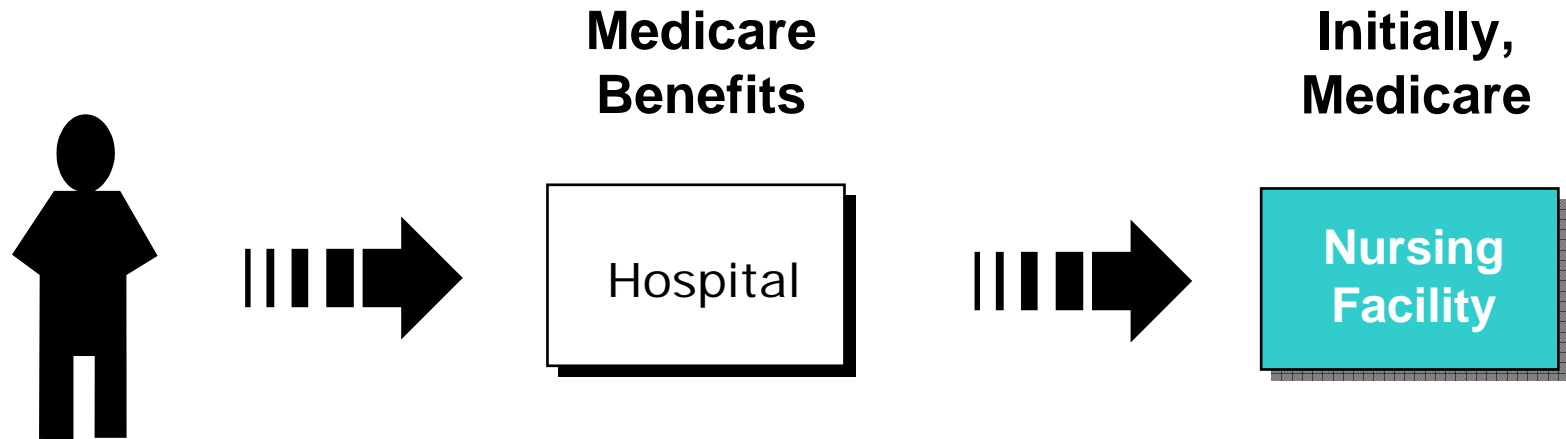 Medicare
Benefits
Initially,
Medicare
Hospital
Nursing
Facility